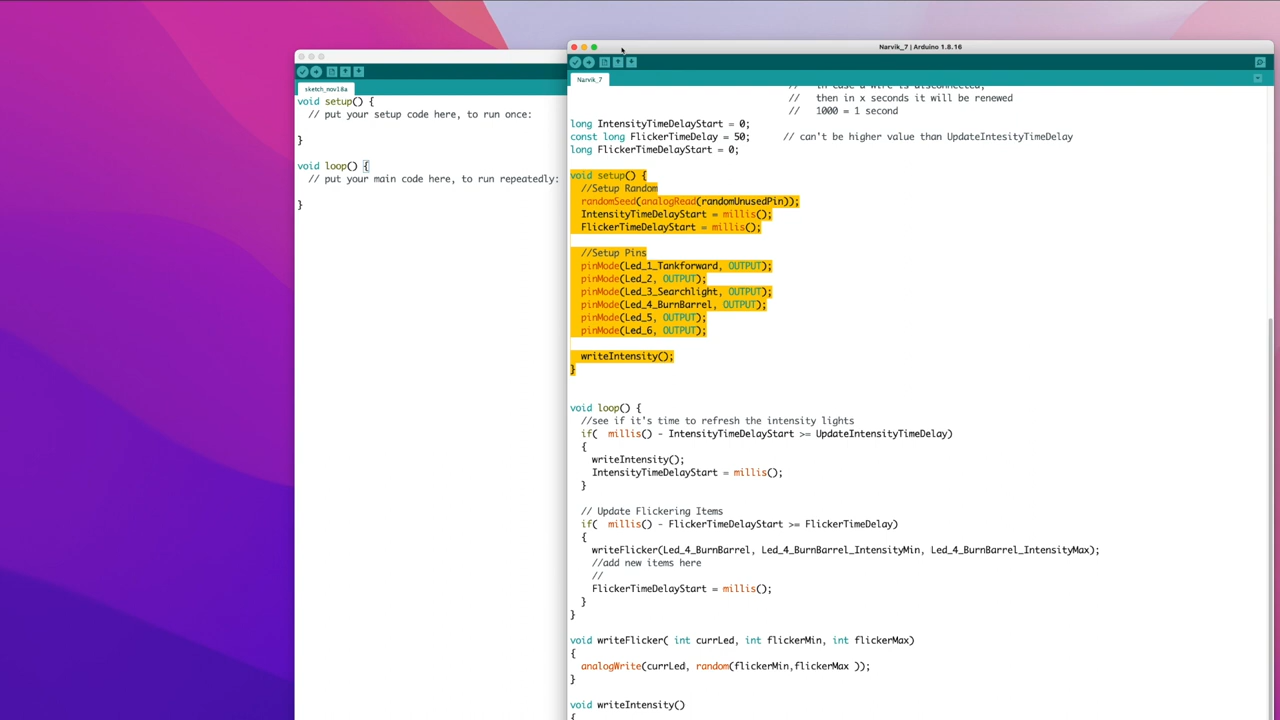 sketch_nov18a
void setup() {
// put your setup code here, to run once:
}
void loop() {
// put your main code here, to run repeatedly:
}
Narvik_7 | Arduino 1.8.16
Narvik_7
// in case a wire is disconnected,
// then in x seconds it will be renewed
// 1000 = 1 second
long IntensityTimeDelayStart = 0;
const long FlickerTimeDelay = 50; // can't be higher value than UpdateIntesityTimeDelay
long FlickerTimeDelayStart = 0;
void setup() {
//Setup Random
randomSeed(analogRead(randomUnusedPin));
IntensityTimeDelayStart = millis();
FlickerTimeDelayStart = millis();
//Setup Pins
pinMode(Led_1_Tankforward, OUTPUT);
pinMode(Led_2, OUTPUT);
pinMode(Led_3_Searchlight, OUTPUT);
pinMode(Led_4_BurnBarrel, OUTPUT);
pinMode(Led_5, OUTPUT);
pinMode(Led_6, OUTPUT);
writeIntensity();
}
void loop() {
//see if it's time to refresh the intensity lights
if( millis() - IntensityTimeDelayStart >= UpdateIntensityTimeDelay)
{
writeIntensity();
IntensityTimeDelayStart = millis();
}
// Update Flickering Items
if( millis() - FlickerTimeDelayStart >= FlickerTimeDelay)
{
writeFlicker(Led_4_BurnBarrel, Led_4_BurnBarrel_IntensityMin, Led_4_BurnBarrel_IntensityMax);
//add new items here
//
FlickerTimeDelayStart = millis();
}
}
void writeFlicker( int currLed, int flickerMin, int flickerMax)
{
analogWrite(currLed, random(flickerMin,flickerMax ));
}
void writeIntensity()
{